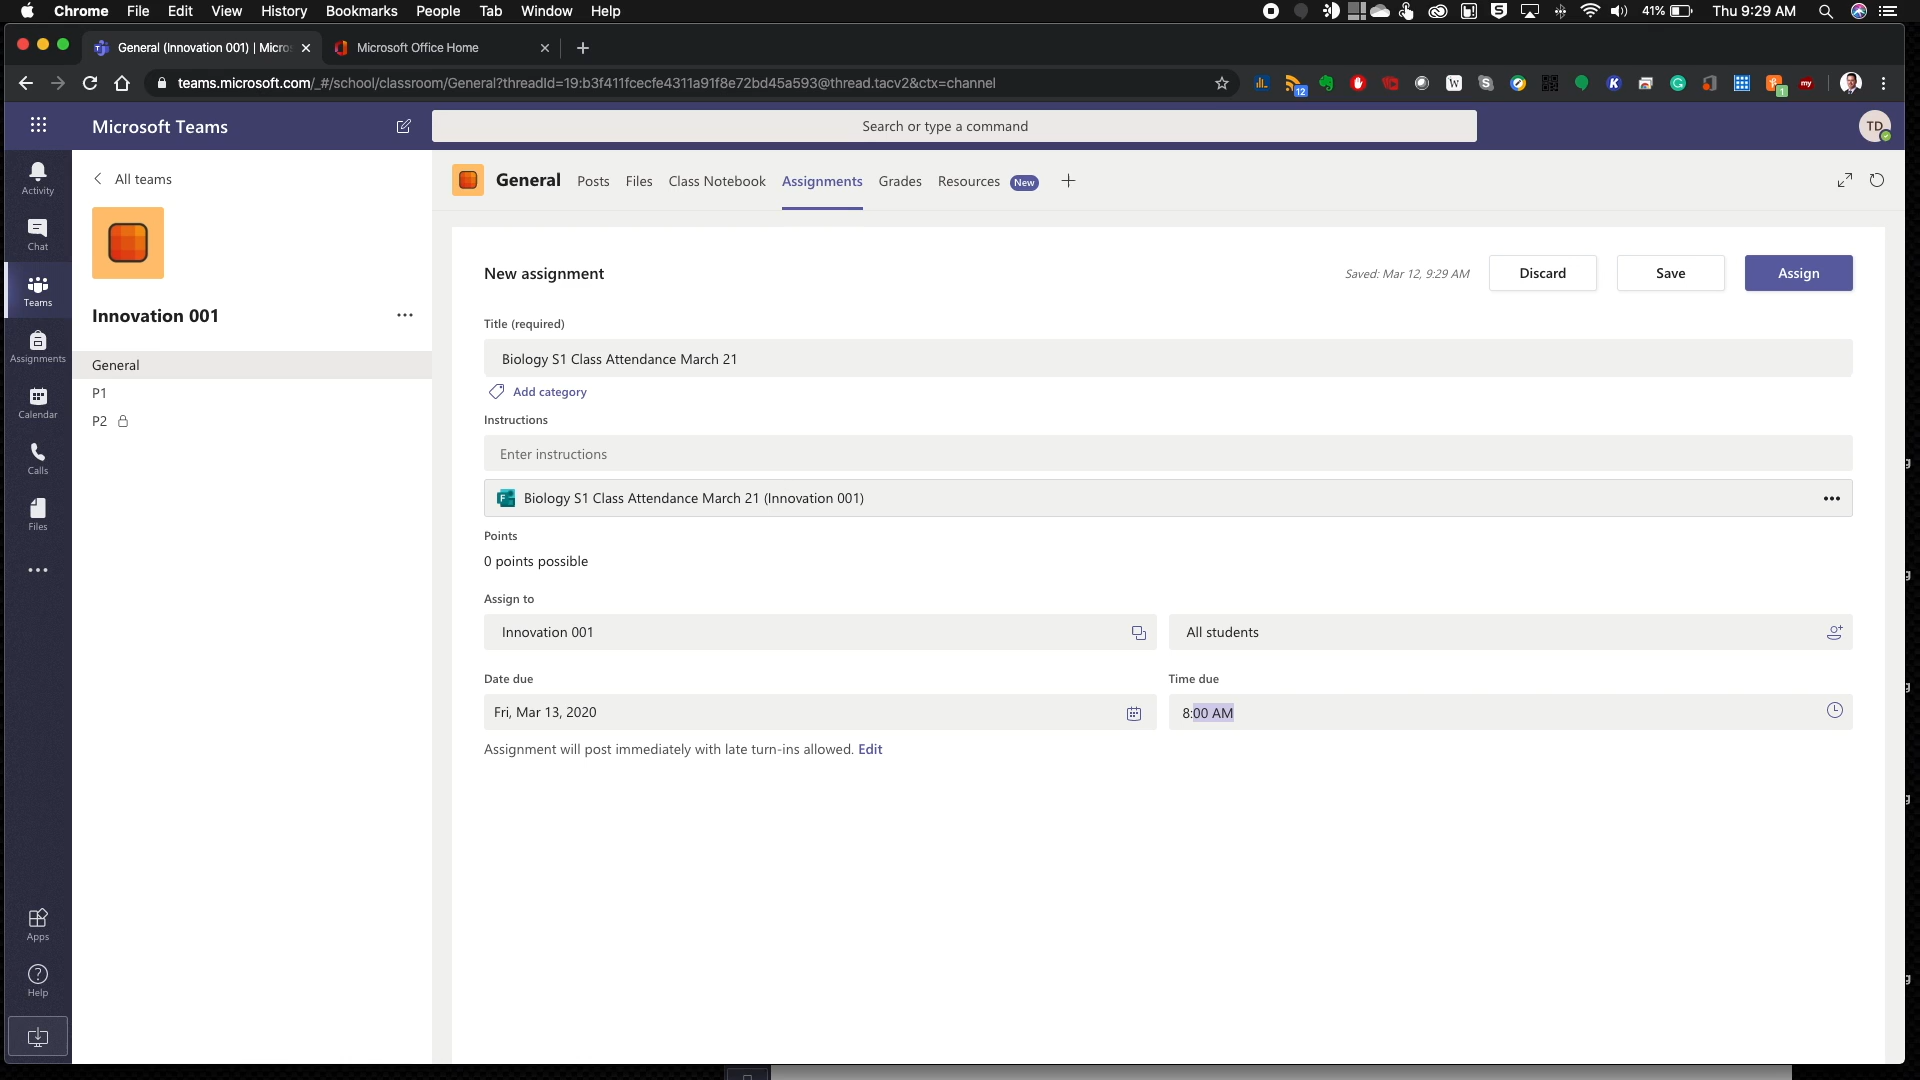 Chrome File Edit View History Bookmarks People Tab Window Help 41% Thu 9:29 AM
General (Innovation 001) | Micro
Microsoft Office Home
teams.microsoft.com/_#/school/classroom/General?threadId=19:b3f411fcecfe4311a91f8e72bd45a593@thread.tacv2&ctx=channel
12
1
Microsoft Teams
Search or type a command
TD
Activity
Chat
Teams
Assignments
Calendar
Calls
Files
Apps
Help
All teams
Innovation 001
General
P1
P2
General Posts Files Class Notebook Assignments Grades Resources New
New assignment
Saved: Mar 12, 9:29 AM
Discard
Save
Assign
Title (required)
Biology S1 Class Attendance March 21
Add category
Instructions
Enter instructions
Biology S1 Class Attendance March 21 (Innovation 001)
Points
0 points possible
Assign to
Innovation 001
All students
Date due
Time due
Fri, Mar 13, 2020
8:00 AM
Assignment will post immediately with late turn-ins allowed. Edit